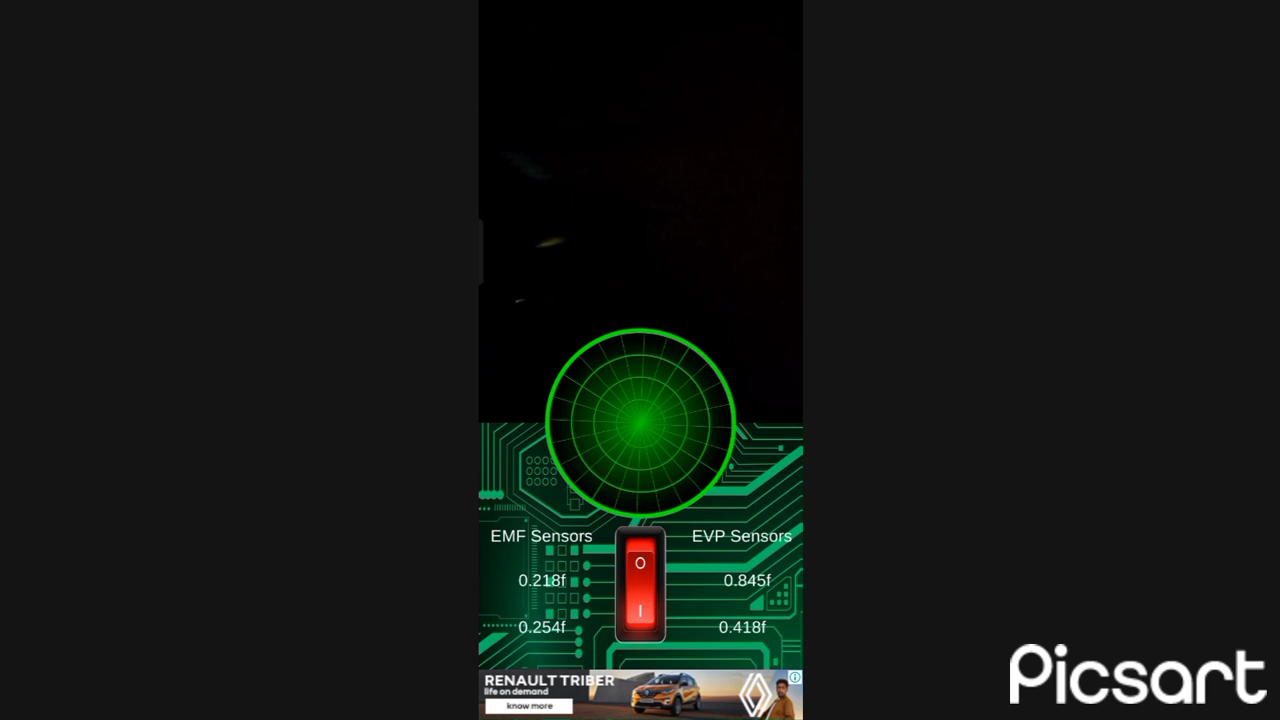 EMF Sensors
EVP Sensors
O
0.218f
0.845f
I
0.254f
0.418f
RENAULT TRIBER
life on demand
know more
Picsart